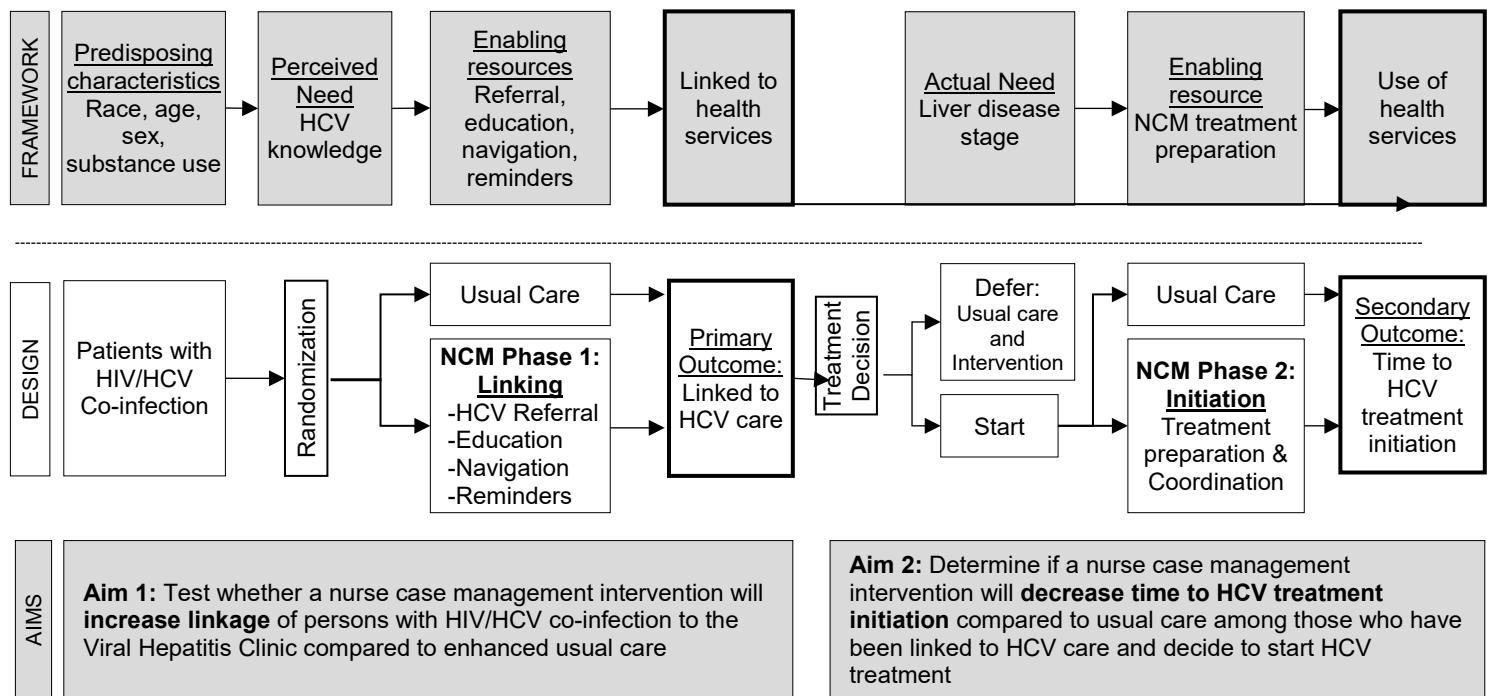 FRAMEWORK
Predisposing
characteristics
Race, age,
sex,
substance use
Perceived
Need
HCV
knowledge
Enabling
resources
Referral,
education,
navigation,
reminders
Linked to
health
services
Actual Need
Liver disease
stage
Enabling
resource
NCM treatment
preparation
Use of
health
services
DESIGN
Patients with
HIV/HCV
Co-infection
Randomization
Usual Care
NCM Phase 1:
Linking
-HCV Referral
-Education
-Navigation
-Reminders
Primary
Outcome:
Linked to
HCV care
Treatment
Decision
Defer:
Usual care
and
Intervention
Start
Usual Care
NCM Phase 2:
Initiation
Treatment
preparation &
Coordination
Secondary
Outcome:
Time to
HCV
treatment
initiation
AIMS
Aim 1: Test whether a nurse case management intervention will
increase linkage of persons with HIV/HCV co-infection to the
Viral Hepatitis Clinic compared to enhanced usual care
Aim 2: Determine if a nurse case management
intervention will decrease time to HCV treatment
initiation compared to usual care among those who have
been linked to HCV care and decide to start HCV
treatment